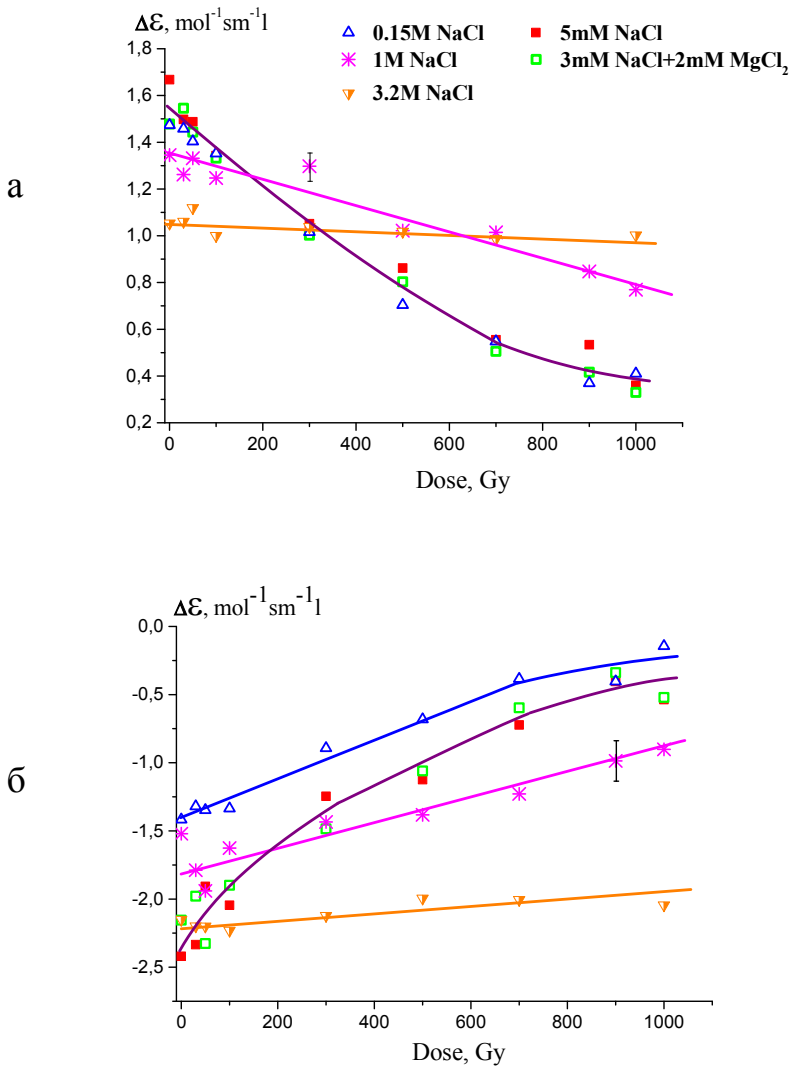 Δε, mol⁻¹sm⁻¹l
0.15M NaCl
5mM NaCl
1M NaCl
3mM NaCl+2mM MgCl₂
3.2M NaCl
1,8
1,6
1,4
1,2
1,0
0,8
0,6
0,4
0,2
а
0 200 400 600 800 1000
Dose, Gy
Δε, mol⁻¹sm⁻¹l
0,0
-0,5
-1,0
-1,5
-2,0
-2,5
б
0 200 400 600 800 1000
Dose, Gy